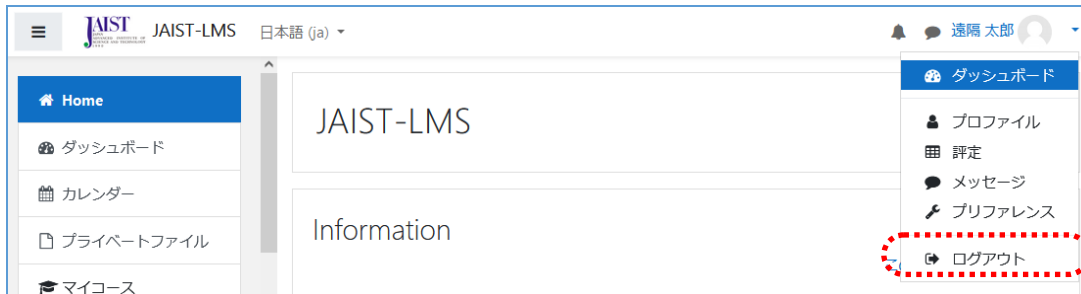 JAIST JAIST-LMS 日本語 (ja) 遠隔 太郎
Home
ダッシュボード
カレンダー
プライベートファイル
マイコース
JAIST-LMS
Information
ダッシュボード
プロファイル
評定
メッセージ
プリファレンス
ログアウト